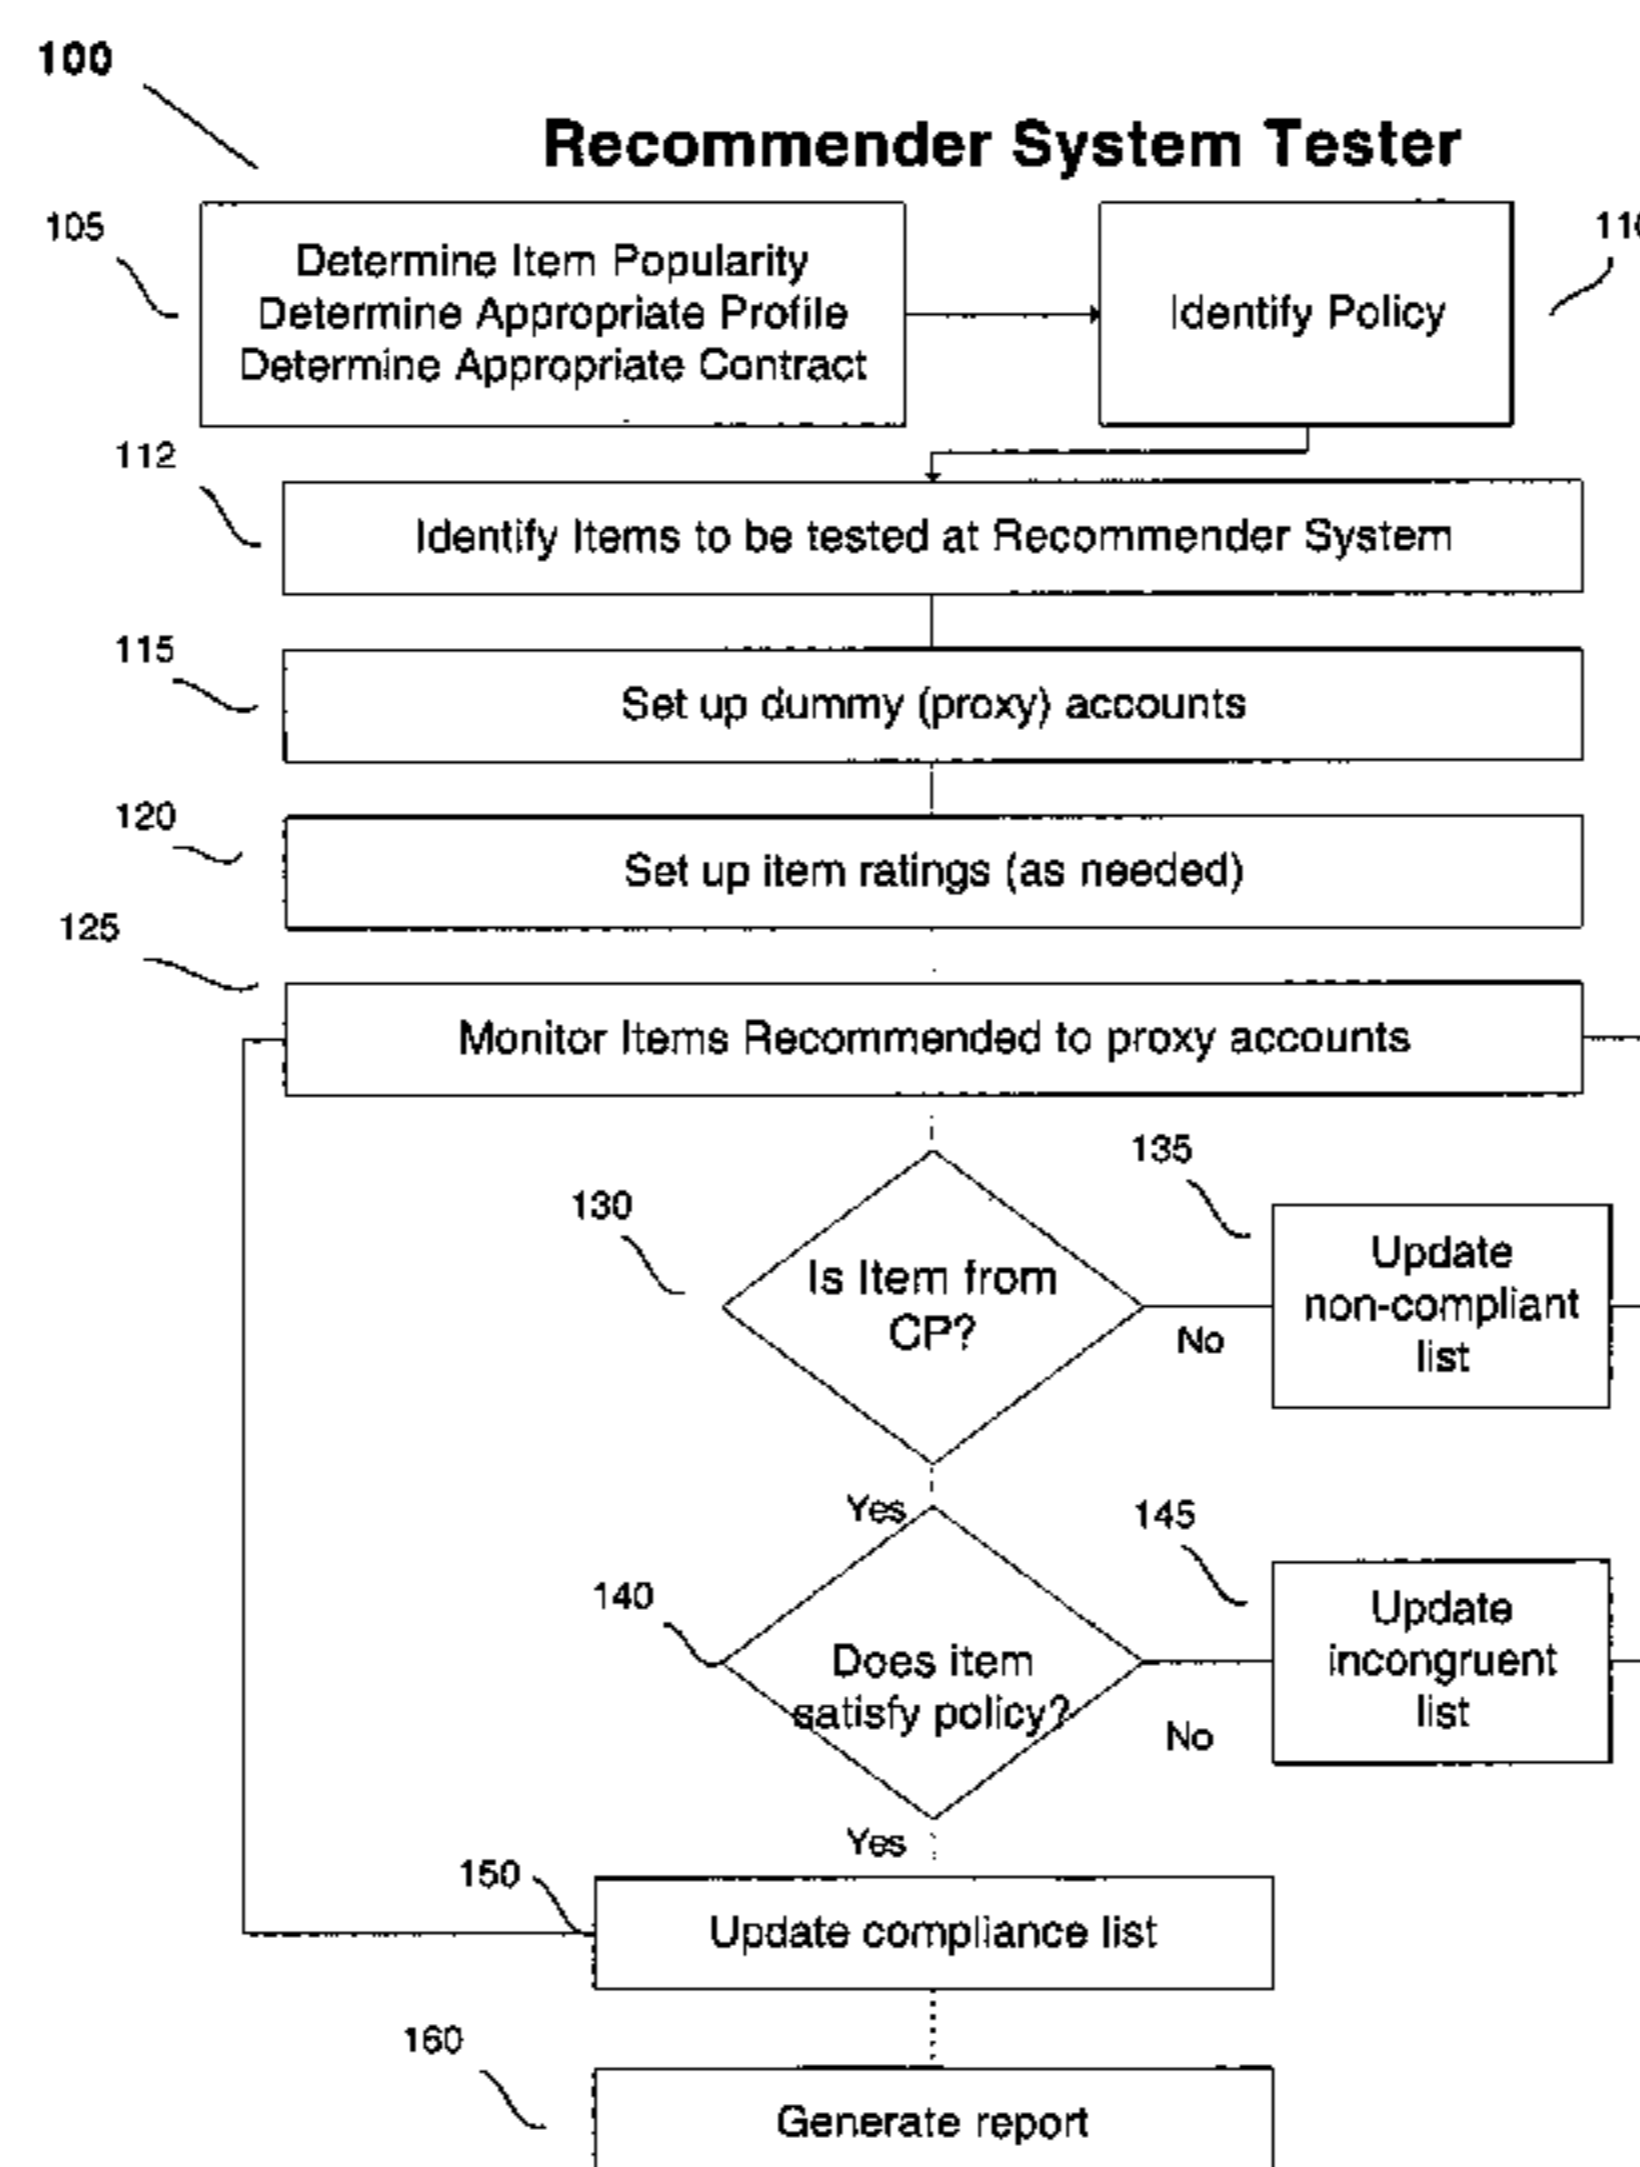 100
Recommender System Tester
105
Determine Item Popularity
Determine Appropriate Profile
Determine Appropriate Contract
Identify Policy
112
Identify Items to be tested at Recommender System
115
Set up dummy (proxy) accounts
120
Set up item ratings (as needed)
125
Monitor Items Recommended to proxy accounts
130
Is Item from
CP?
No
135
Update
non-compliant
list
Yes
140
Does item
satisfy policy?
No
145
Update
incongruent
list
Yes
150
Update compliance list
160
Generate report